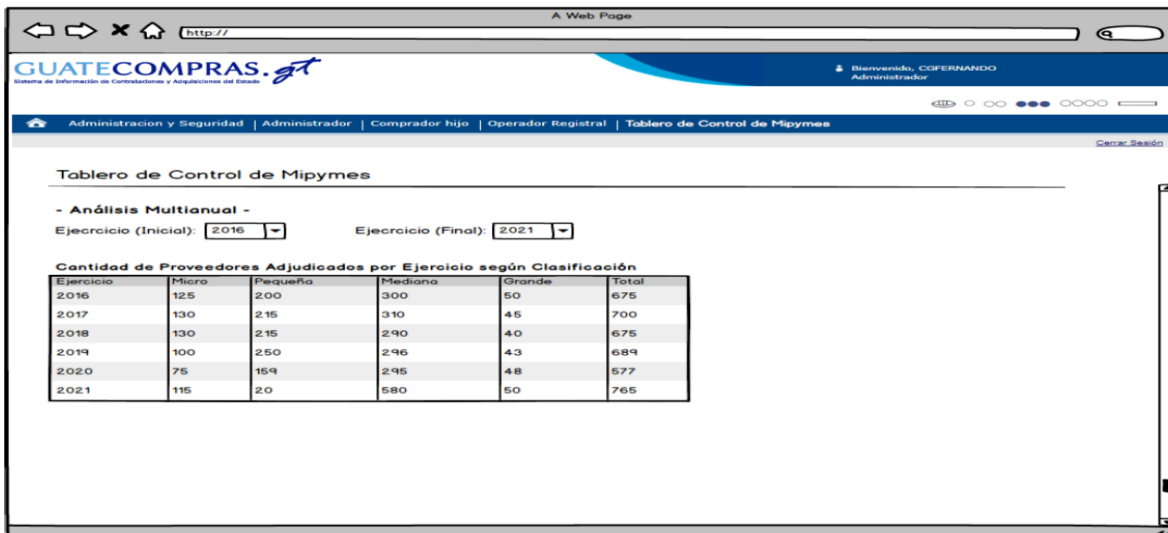 A Web Page
http://
GUATECOMPRAS.gt
Sistema de Información de Contrataciones y Adquisiciones del Estado
Bienvenido, CGFERNANDO
Administrador
Administracion y Seguridad | Administrador | Comprador hijo | Operador Registral | Tablero de Control de Mipymes
Cerrar Sesión
Tablero de Control de Mipymes
- Análisis Multianual -
Ejecrcicio (Inicial): 2016 Ejecrcicio (Final): 2021
Cantidad de Proveedores Adjudicados por Ejercicio según Clasificación
Ejercicio Micro Pequeña Mediana Grande Total
2016 125 200 300 50 675
2017 130 215 310 45 700
2018 130 215 290 40 675
2019 100 250 296 43 689
2020 75 159 295 48 577
2021 115 20 580 50 765